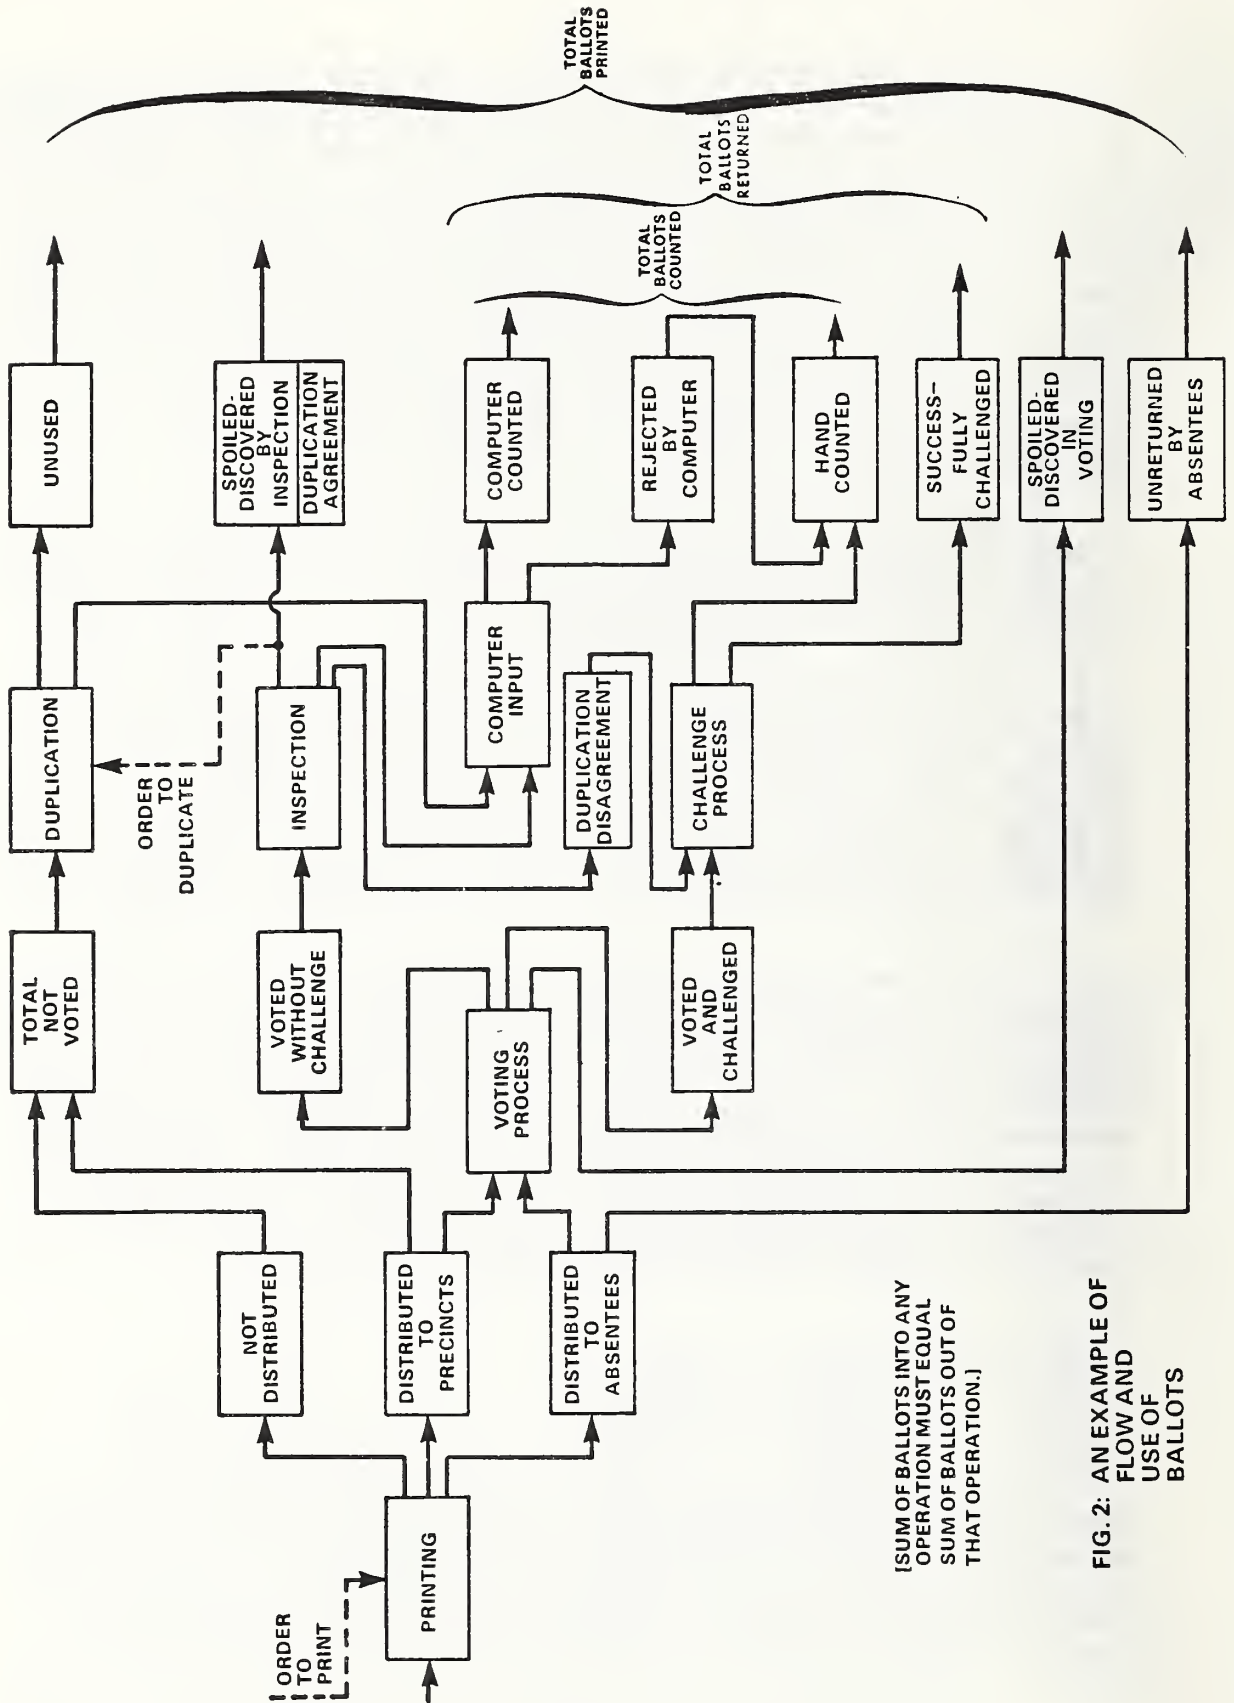 ORDER
TO
PRINT
PRINTING
NOT
DISTRIBUTED
DISTRIBUTED
TO
PRECINCTS
DISTRIBUTED
TO
ABSENTEES
TOTAL
NOT
VOTED
VOTED
WITHOUT
CHALLENGE
VOTING
PROCESS
VOTED
AND
CHALLENGED
DUPLICATION
ORDER
TO
DUPLICATE
INSPECTION
COMPUTER
INPUT
DUPLICATION
DISAGREEMENT
CHALLENGE
PROCESS
UNUSED
SPOILED-
DISCOVERED
BY
INSPECTION
DUPLICATION
AGREEMENT
COMPUTER
COUNTED
REJECTED
BY
COMPUTER
HAND
COUNTED
SUCCESS-
FULLY
CHALLENGED
SPOILED-
DISCOVERED
IN
VOTING
UNRETURNED
BY
ABSENTEES
TOTAL
BALLOTS
COUNTED
TOTAL
BALLOTS
RETURNED
TOTAL
BALLOTS
PRINTED
[SUM OF BALLOTS INTO ANY
OPERATION MUST EQUAL
SUM OF BALLOTS OUT OF
THAT OPERATION.]
FIG. 2: AN EXAMPLE OF
FLOW AND
USE OF
BALLOTS